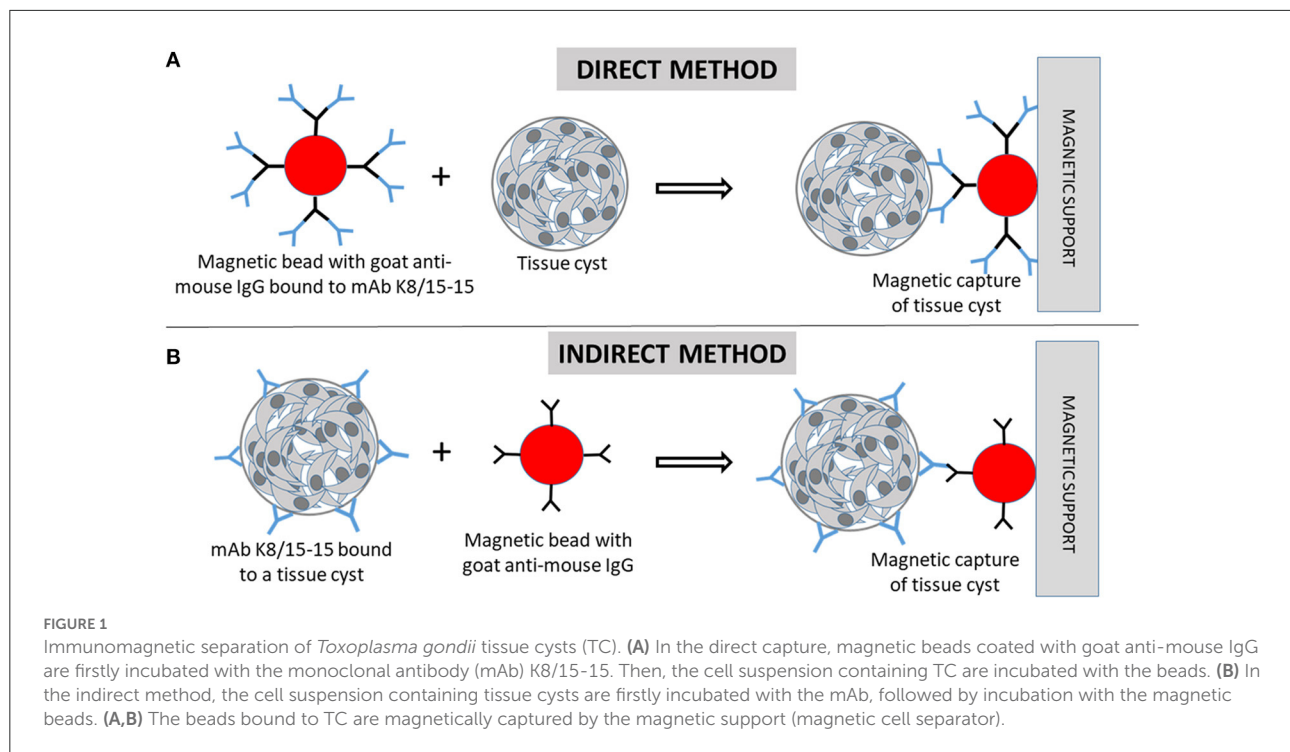 A
DIRECT METHOD
+
Magnetic bead with goat anti-
mouse IgG bound to mAb K8/15-15
Tissue cyst
Magnetic capture
of tissue cyst
MAGNETIC SUPPORT
B
INDIRECT METHOD
+
mAb K8/15-15 bound
to a tissue cyst
Magnetic bead with
goat anti-mouse IgG
Magnetic capture
of tissue cyst
MAGNETIC SUPPORT
FIGURE 1
Immunomagnetic separation of Toxoplasma gondii tissue cysts (TC). (A) In the direct capture, magnetic beads coated with goat anti-mouse IgG
are firstly incubated with the monoclonal antibody (mAb) K8/15-15. Then, the cell suspension containing TC are incubated with the beads. (B) In
the indirect method, the cell suspension containing tissue cysts are firstly incubated with the mAb, followed by incubation with the magnetic
beads. (A,B) The beads bound to TC are magnetically captured by the magnetic support (magnetic cell separator).